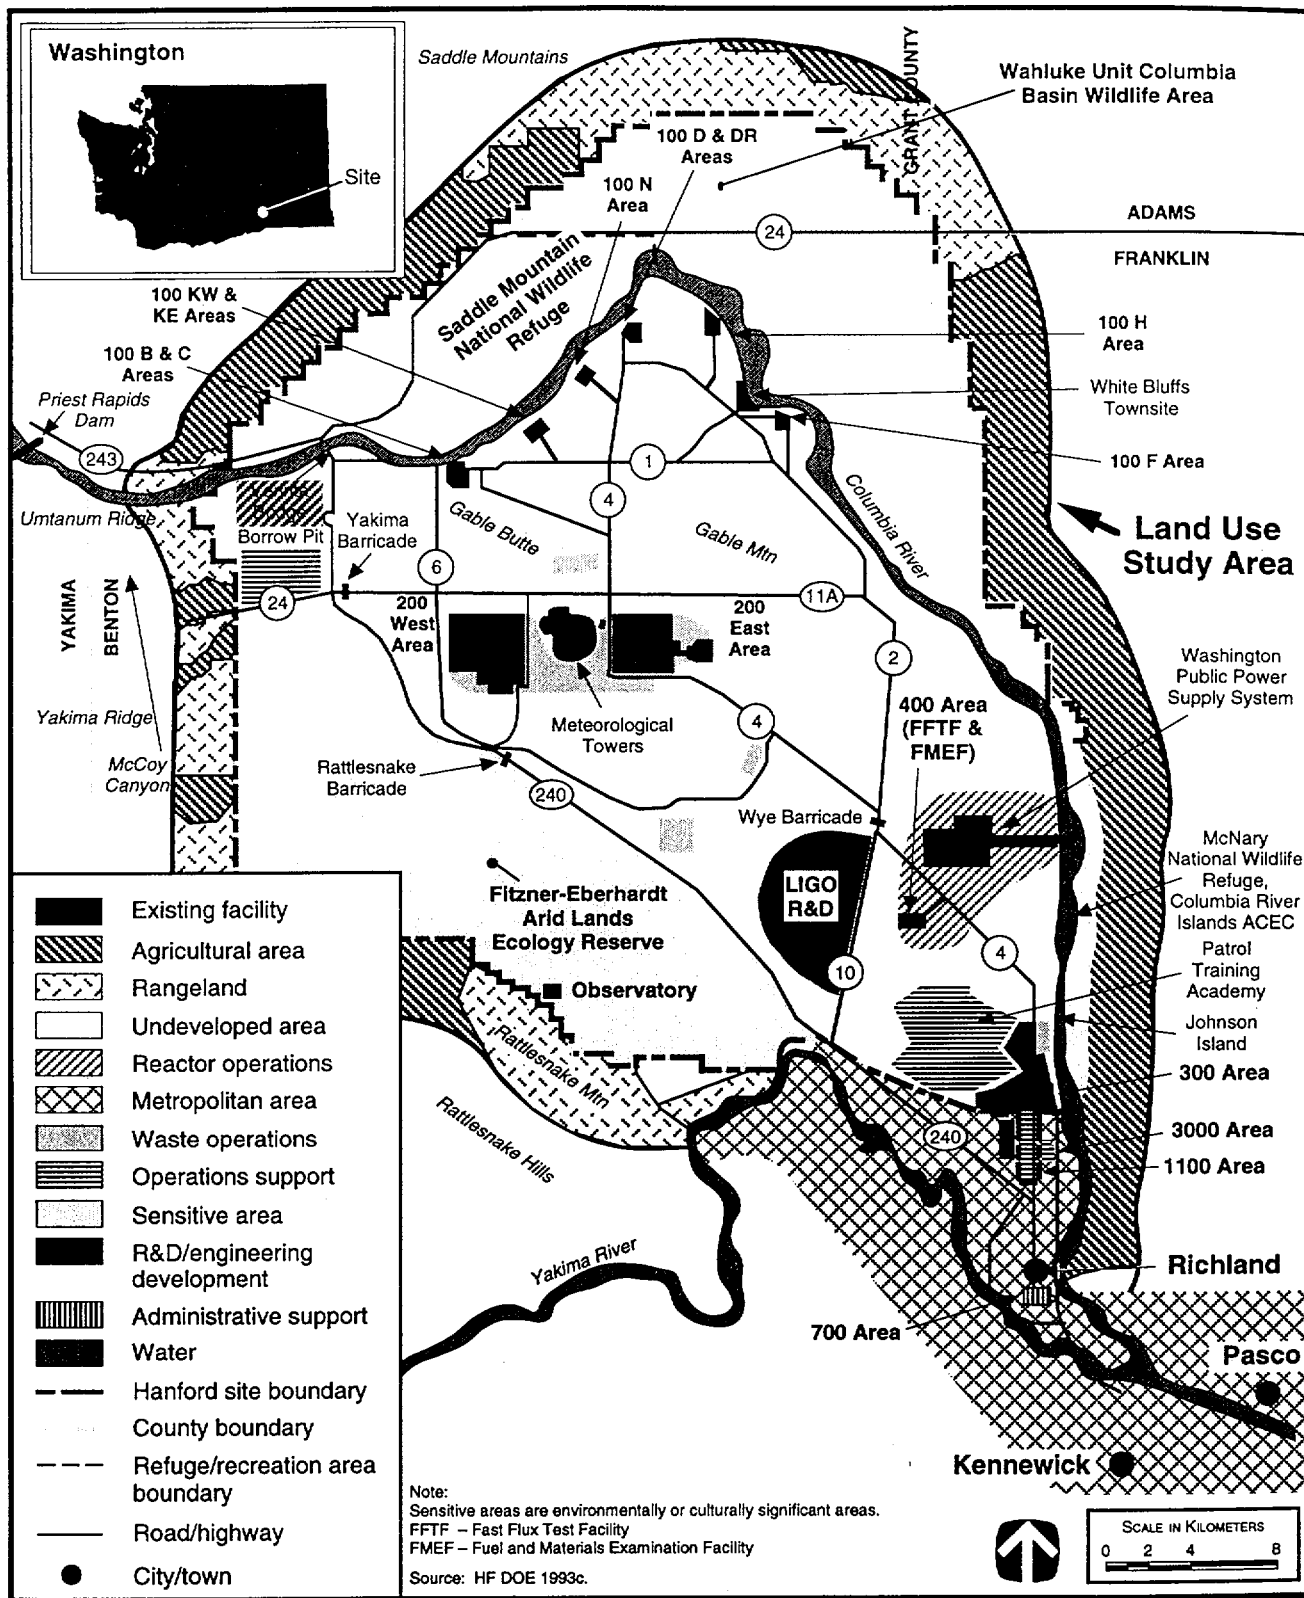 Washington
Site
Saddle Mountains
GRANT COUNTY
Wahluke Unit Columbia
Basin Wildlife Area
100 D & DR
Areas
100 N
Area
24
ADAMS
FRANKLIN
Saddle Mountain
National Wildlife
Refuge
100 KW &
KE Areas
100 B & C
Areas
100 H
Area
White Bluffs
Townsite
100 F Area
Priest Rapids
Dam
243
1
4
Umtanum Ridge
Borrow Pit
Yakima
Barricade
Gable Butte
Gable Mtn
Columbia River
Land Use
Study Area
6
24
11A
YAKIMA
BENTON
200
West
Area
200
East
Area
2
Washington
Public Power
Supply System
Yakima Ridge
McCoy
Canyon
Meteorological
Towers
4
400 Area
(FFTF &
FMEF)
Rattlesnake
Barricade
240
Wye Barricade
McNary
National Wildlife
Refuge,
Columbia River
Islands ACEC
LIGO
R&D
Fitzner-Eberhardt
Arid Lands
Ecology Reserve
4
10
Patrol
Training
Academy
Observatory
Johnson
Island
Rattlesnake Mtn
300 Area
Rattlesnake Hills
240
3000 Area
1100 Area
Yakima River
Richland
700 Area
Pasco
Kennewick
Existing facility
Agricultural area
Rangeland
Undeveloped area
Reactor operations
Metropolitan area
Waste operations
Operations support
Sensitive area
R&D/engineering
development
Administrative support
Water
Hanford site boundary
County boundary
Refuge/recreation area
boundary
Road/highway
City/town
Note:
Sensitive areas are environmentally or culturally significant areas.
FFTF – Fast Flux Test Facility
FMEF – Fuel and Materials Examination Facility
Source: HF DOE 1993c.
SCALE IN KILOMETERS
0 2 4 8